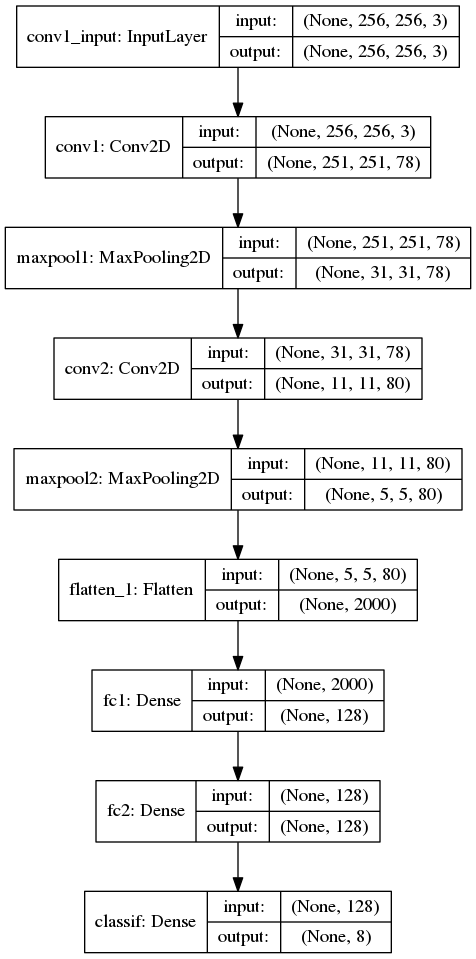 conv1_input: InputLayer
input: (None, 256, 256, 3)
output: (None, 256, 256, 3)
conv1: Conv2D
input: (None, 256, 256, 3)
output: (None, 251, 251, 78)
maxpool1: MaxPooling2D
input: (None, 251, 251, 78)
output: (None, 31, 31, 78)
conv2: Conv2D
input: (None, 31, 31, 78)
output: (None, 11, 11, 80)
maxpool2: MaxPooling2D
input: (None, 11, 11, 80)
output: (None, 5, 5, 80)
flatten_1: Flatten
input: (None, 5, 5, 80)
output: (None, 2000)
fc1: Dense
input: (None, 2000)
output: (None, 128)
fc2: Dense
input: (None, 128)
output: (None, 128)
classif: Dense
input: (None, 128)
output: (None, 8)